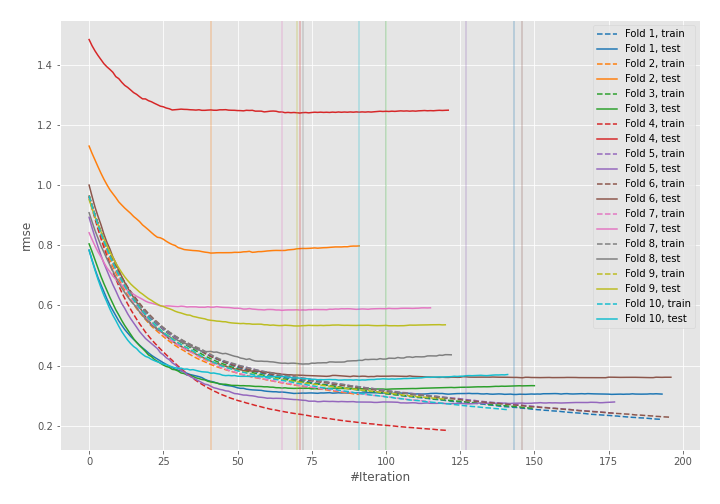 1.4
1.2
1.0
0.8
0.6
0.4
0.2
rmse
0
25
50
75
100
125
150
175
200
#Iteration
Fold 1, train
Fold 1, test
Fold 2, train
Fold 2, test
Fold 3, train
Fold 3, test
Fold 4, train
Fold 4, test
Fold 5, train
Fold 5, test
Fold 6, train
Fold 6, test
Fold 7, train
Fold 7, test
Fold 8, train
Fold 8, test
Fold 9, train
Fold 9, test
Fold 10, train
Fold 10, test